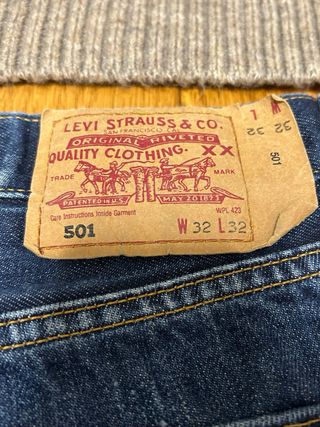 LEVI STRAUSS & CO.
SAN FRANCISCO, CAL.
ORIGINAL RIVETED
QUALITY CLOTHING. XX
TRADE MARK
PATENTED IN U.S. MAY 20 1873
Care Instructions Inside Garment WPL 423
501 W 32 L 32
32 32
501